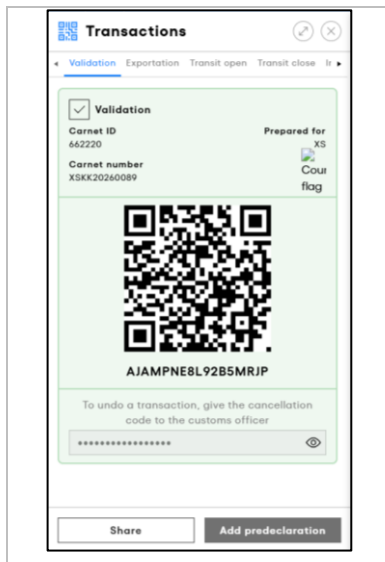 Transactions
Validation Exportation Transit open Transit close Ir
Validation
Carnet ID Prepared for
662220 XS
Carnet number
XSKK20260089
Cour
flag
AJAMPNE8L92B5MRJP
To undo a transaction, give the cancellation
code to the customs officer
•••••••••••••••••
Share Add predeclaration